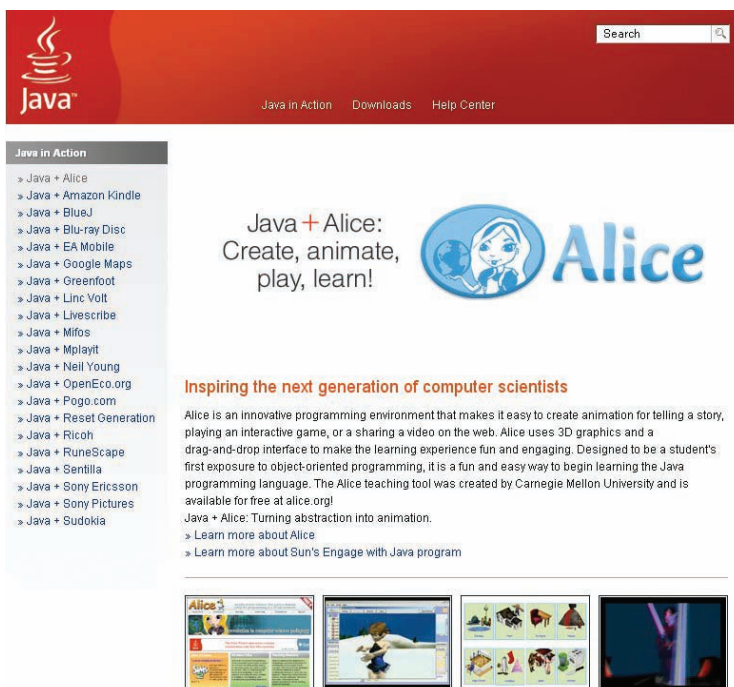 Java™
Search
Java in Action Downloads Help Center
Java in Action
» Java + Alice
» Java + Amazon Kindle
» Java + BlueJ
» Java + Blu-ray Disc
» Java + EA Mobile
» Java + Google Maps
» Java + Greenfoot
» Java + Linc Volt
» Java + Livescribe
» Java + Mifos
» Java + Mplayit
» Java + Neil Young
» Java + OpenEco.org
» Java + Pogo.com
» Java + Reset Generation
» Java + Ricoh
» Java + RuneScape
» Java + Sentilla
» Java + Sony Ericsson
» Java + Sony Pictures
» Java + Sudokia
Java + Alice:
Create, animate,
play, learn!
Alice
Inspiring the next generation of computer scientists
Alice is an innovative programming environment that makes it easy to create animation for telling a story,
playing an interactive game, or a sharing a video on the web. Alice uses 3D graphics and a
drag-and-drop interface to make the learning experience fun and engaging. Designed to be a student's
first exposure to object-oriented programming, it is a fun and easy way to begin learning the Java
programming language. The Alice teaching tool was created by Carnegie Mellon University and is
available for free at alice.org!
Java + Alice: Turning abstraction into animation.
» Learn more about Alice
» Learn more about Sun's Engage with Java program
Alice